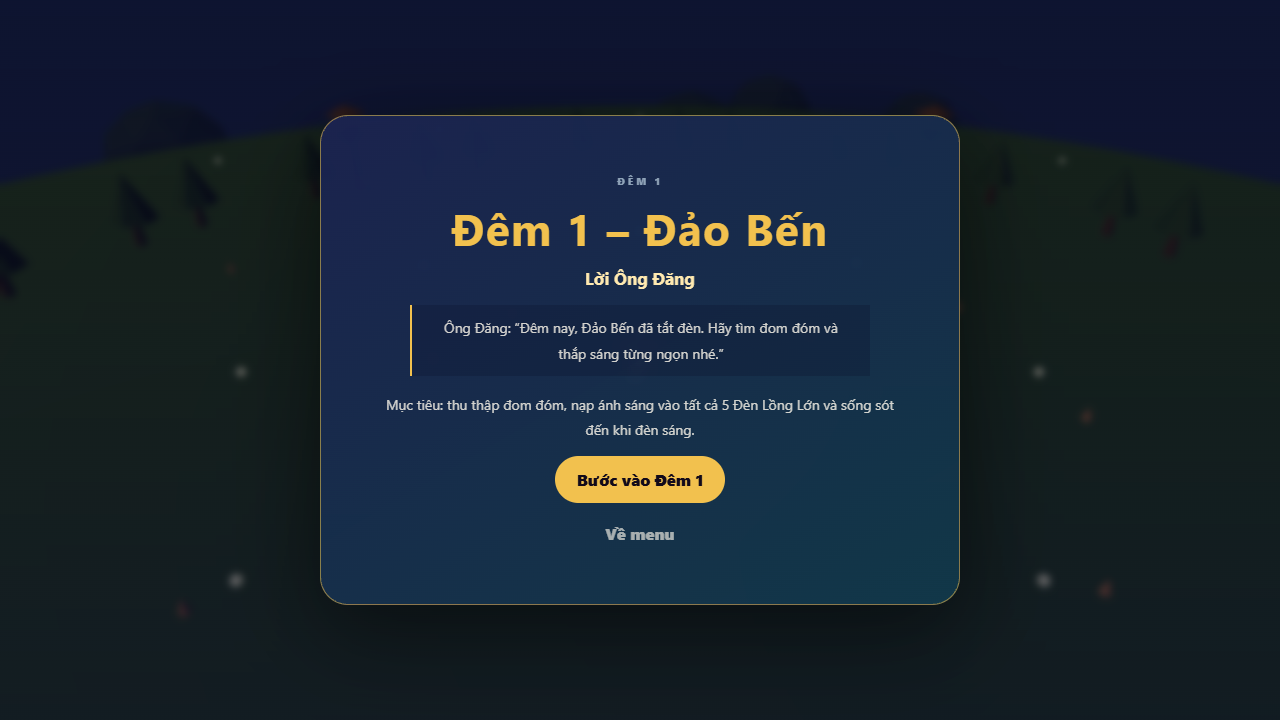 ĐÊM 1
Đêm 1 – Đảo Bến
Lời Ông Đăng
Ông Đăng: “Đêm nay, Đảo Bến đã tắt đèn. Hãy tìm đom đóm và
thắp sáng từng ngọn nhé.”
Mục tiêu: thu thập đom đóm, nạp ánh sáng vào tất cả 5 Đèn Lồng Lớn và sống sót
đến khi đèn sáng.
Bước vào Đêm 1
Về menu